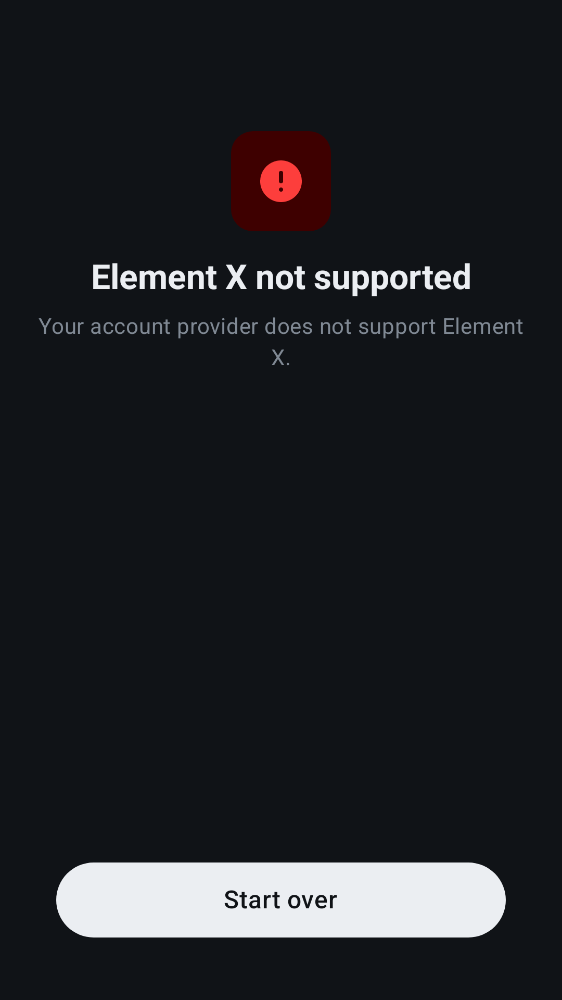 Element X not supported
Your account provider does not support Element
X.
Start over